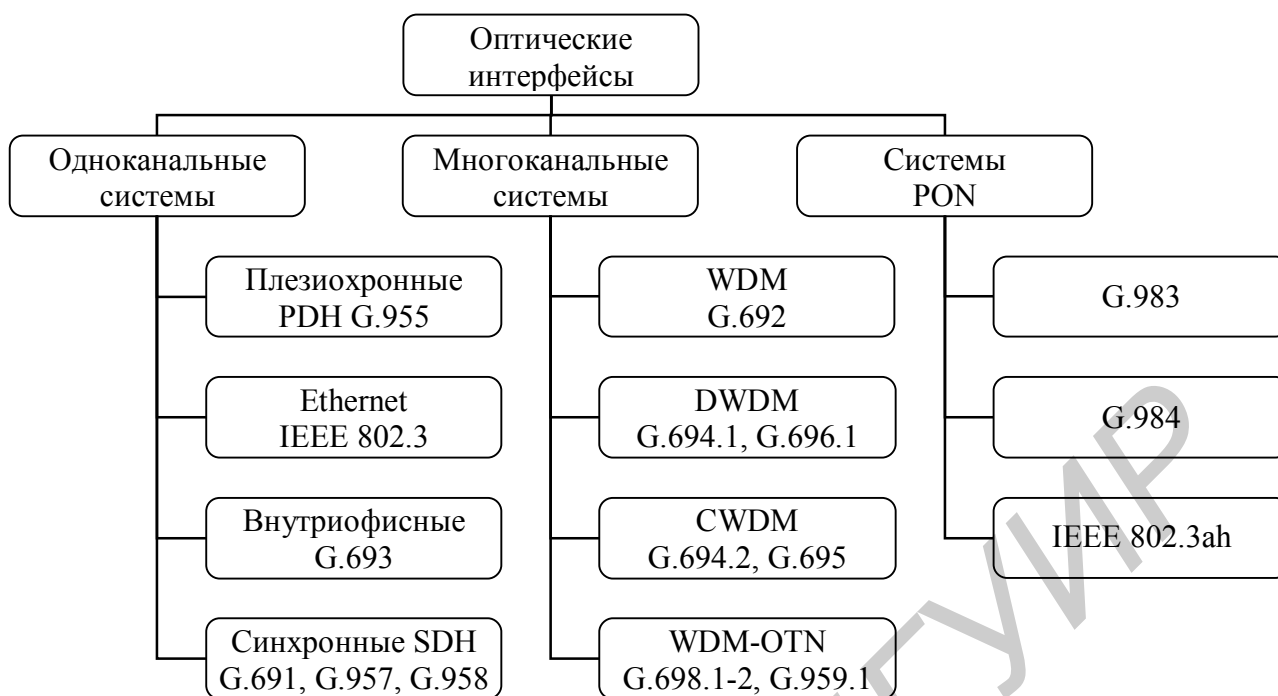 Оптические
интерфейсы
Одноканальные
системы
Многоканальные
системы
Системы
PON
Плезиохронные
PDH G.955
WDM
G.692
G.983
Ethernet
IEEE 802.3
DWDM
G.694.1, G.696.1
G.984
Внутриофисные
G.693
CWDM
G.694.2, G.695
IEEE 802.3ah
Синхронные SDH
G.691, G.957, G.958
WDM-OTN
G.698.1-2, G.959.1
ГУИР